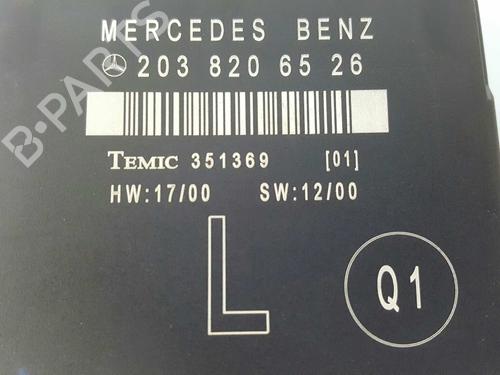 MERCEDES BENZ
203 820 65 26
TEMIC 351369 [01]
HW:17/00 SW:12/00
L
Q1
B-PARTS